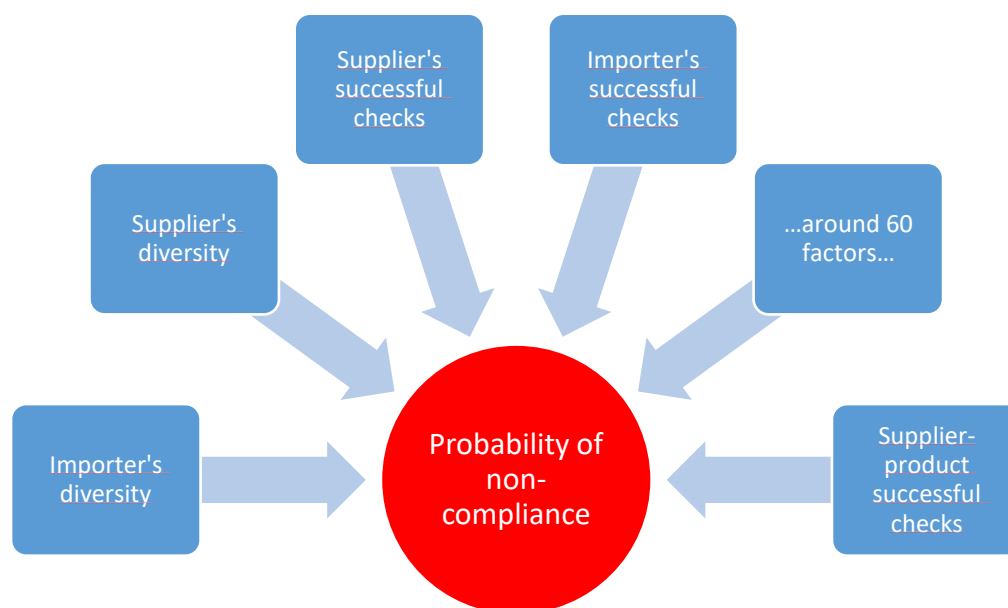 Supplier's
successful
checks
Importer's
successful
checks
Supplier's
diversity
...around 60
factors...
Importer's
diversity
Probability of
non-
compliance
Supplier-
product
successful
checks